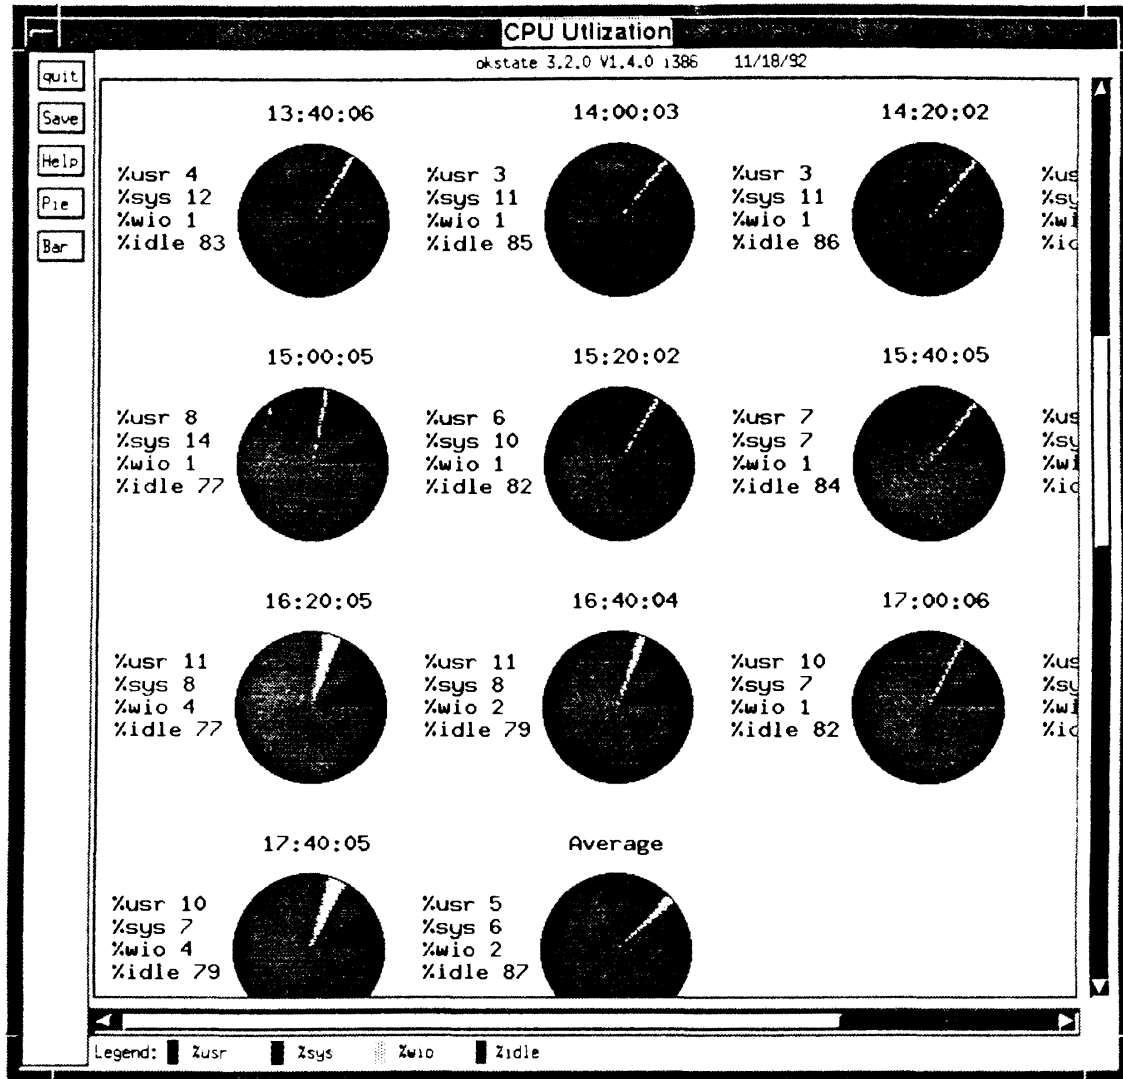 CPU Utlization
okstate 3.2.0 V1.4.0 i386 11/18/92
quit
Save
Help
Pie
Bar
13:40:06
%usr 4
%sys 12
%wio 1
%idle 83
14:00:03
%usr 3
%sys 11
%wio 1
%idle 85
14:20:02
%usr 3
%sys 11
%wio 1
%idle 86
15:00:05
%usr 8
%sys 14
%wio 1
%idle 77
15:20:02
%usr 6
%sys 10
%wio 1
%idle 82
15:40:05
%usr 7
%sys 7
%wio 1
%idle 84
16:20:05
%usr 11
%sys 8
%wio 4
%idle 77
16:40:04
%usr 11
%sys 8
%wio 2
%idle 79
17:00:06
%usr 10
%sys 7
%wio 1
%idle 82
17:40:05
%usr 10
%sys 7
%wio 4
%idle 79
Average
%usr 5
%sys 6
%wio 2
%idle 87
Legend: %usr %sys %wio %idle